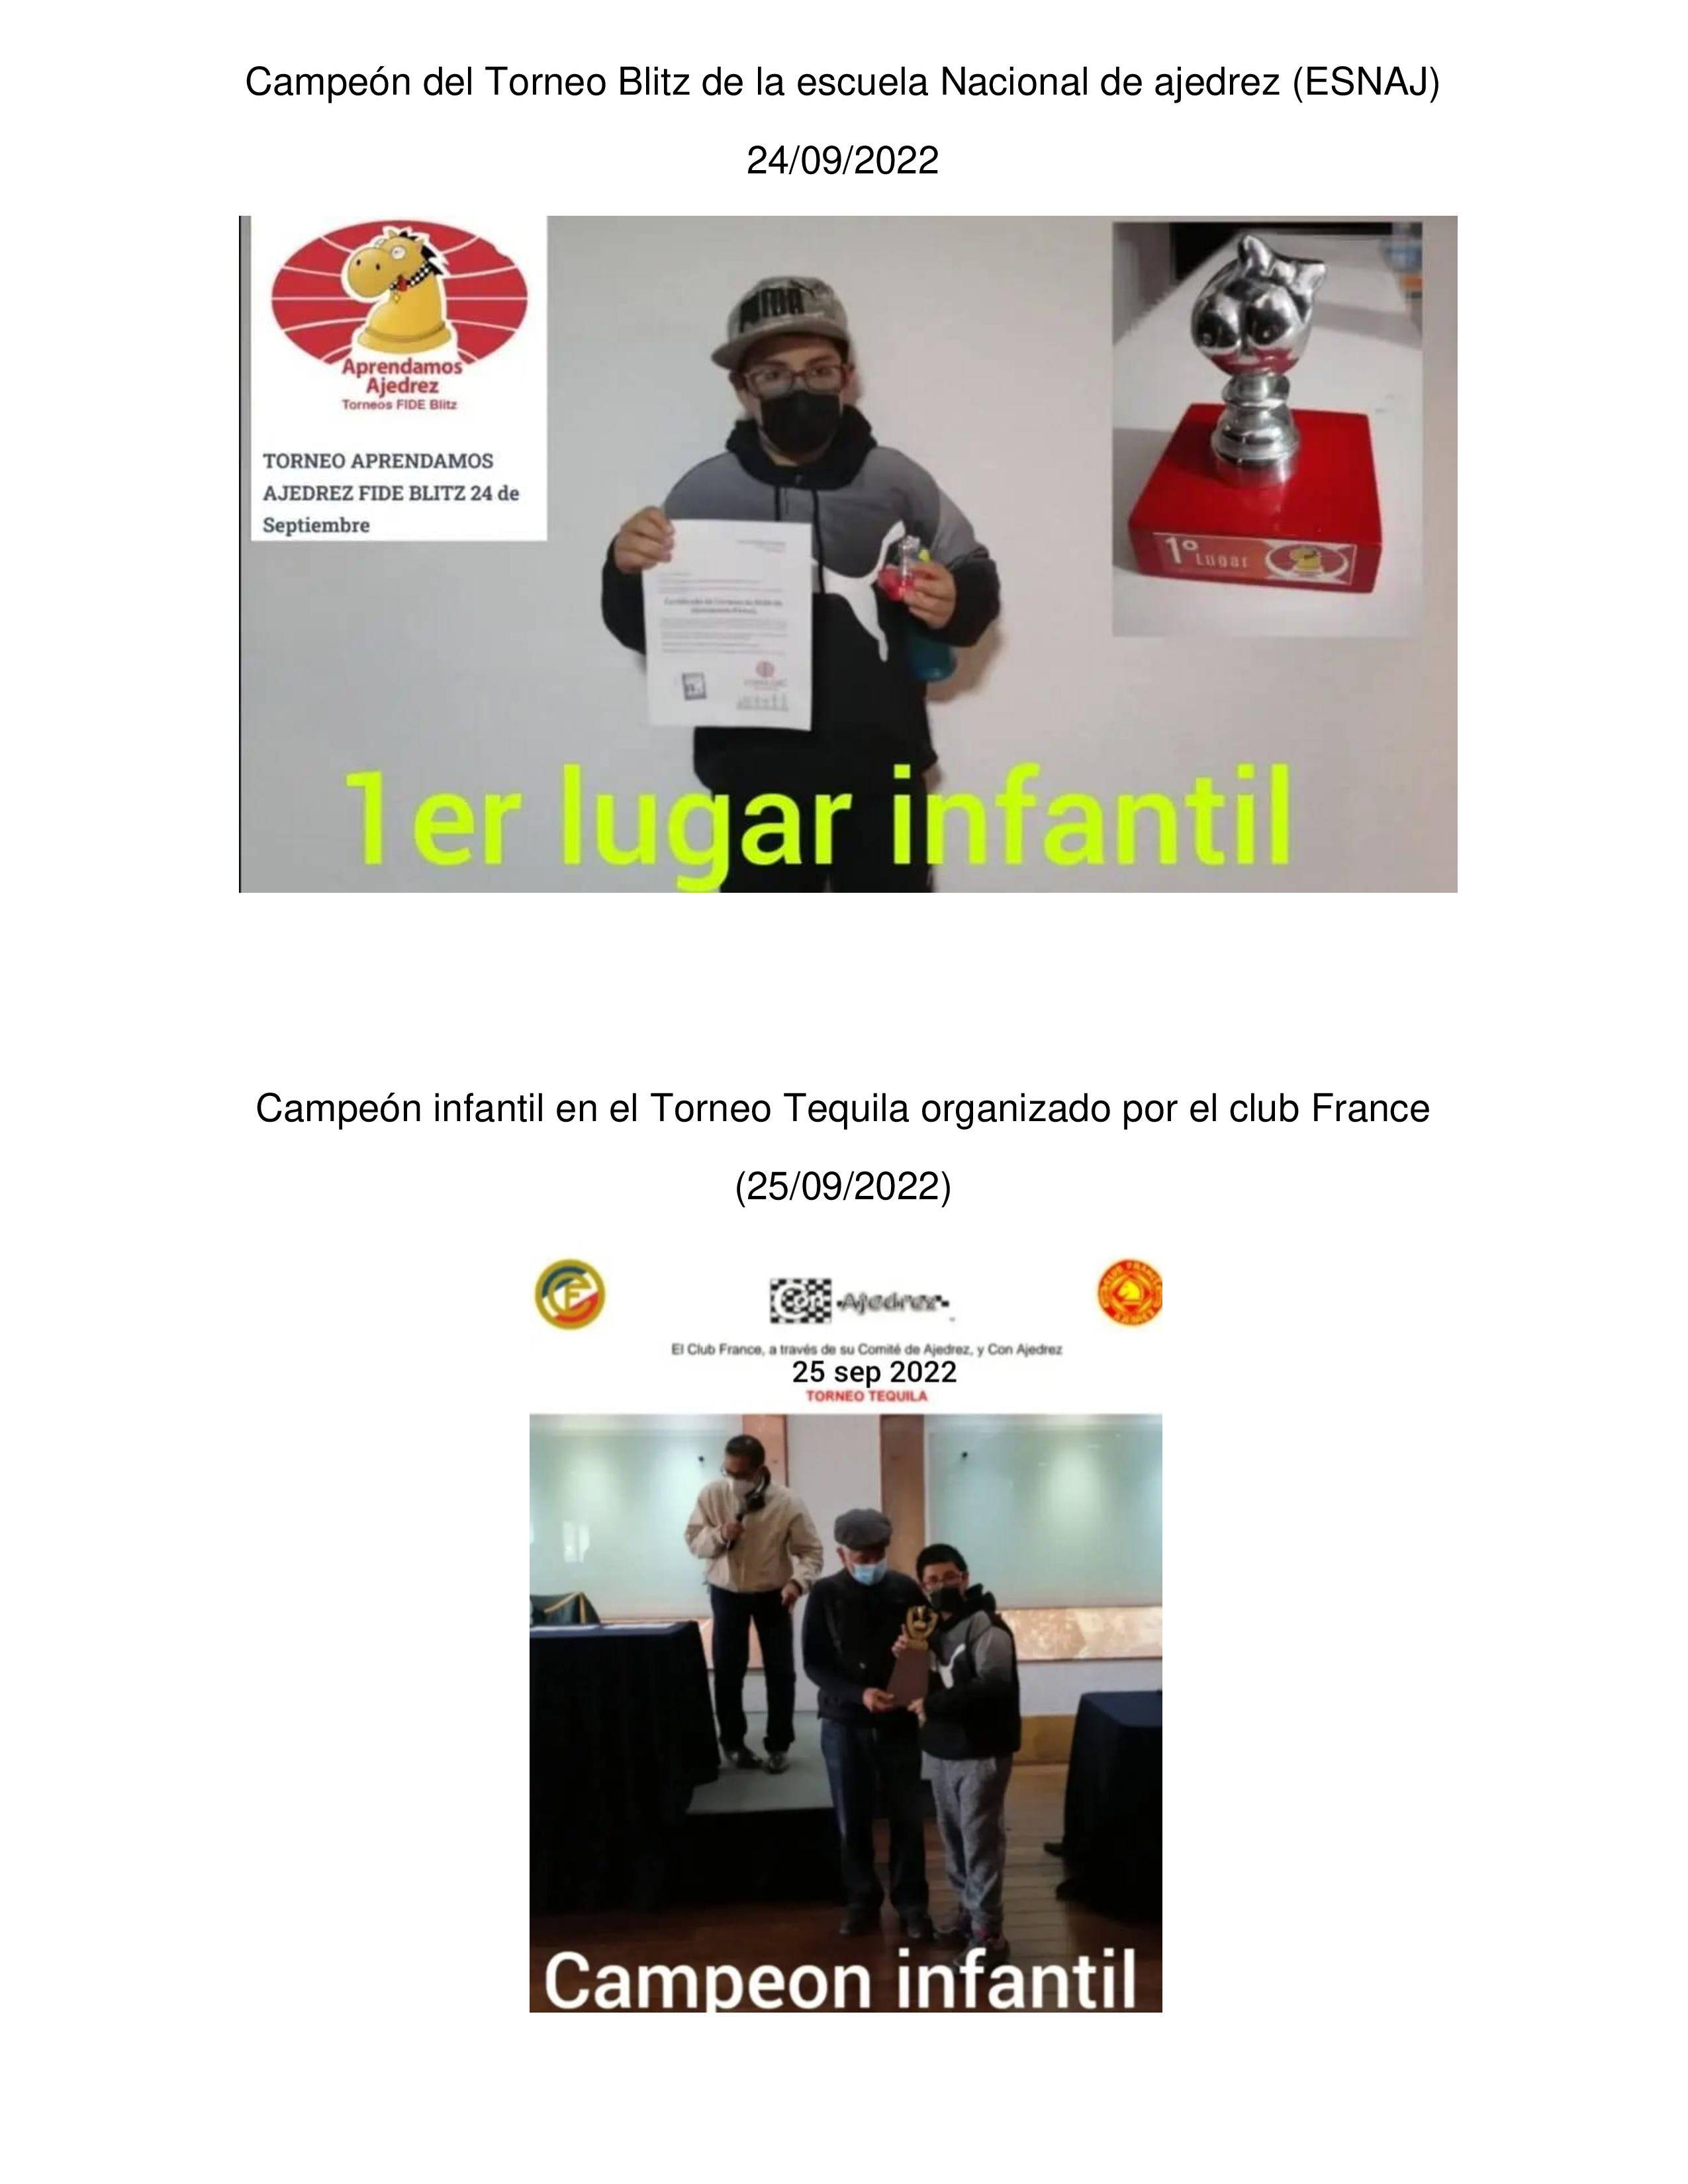 Campeón del Torneo Blitz de la escuela Nacional de ajedrez (ESNAJ)
24/09/2022
Aprendamos
Ajedrez
Torneos FIDE Blitz
TORNEO APRENDAMOS
AJEDREZ FIDE BLITZ 24 de
Septiembre
PUMA
1º Lugar
1er lugar infantil
Campeón infantil en el Torneo Tequila organizado por el club France
(25/09/2022)
Con Ajedrez
El Club France, a través de su Comité de Ajedrez, y Con Ajedrez
25 sep 2022
TORNEO TEQUILA
Campeon infantil